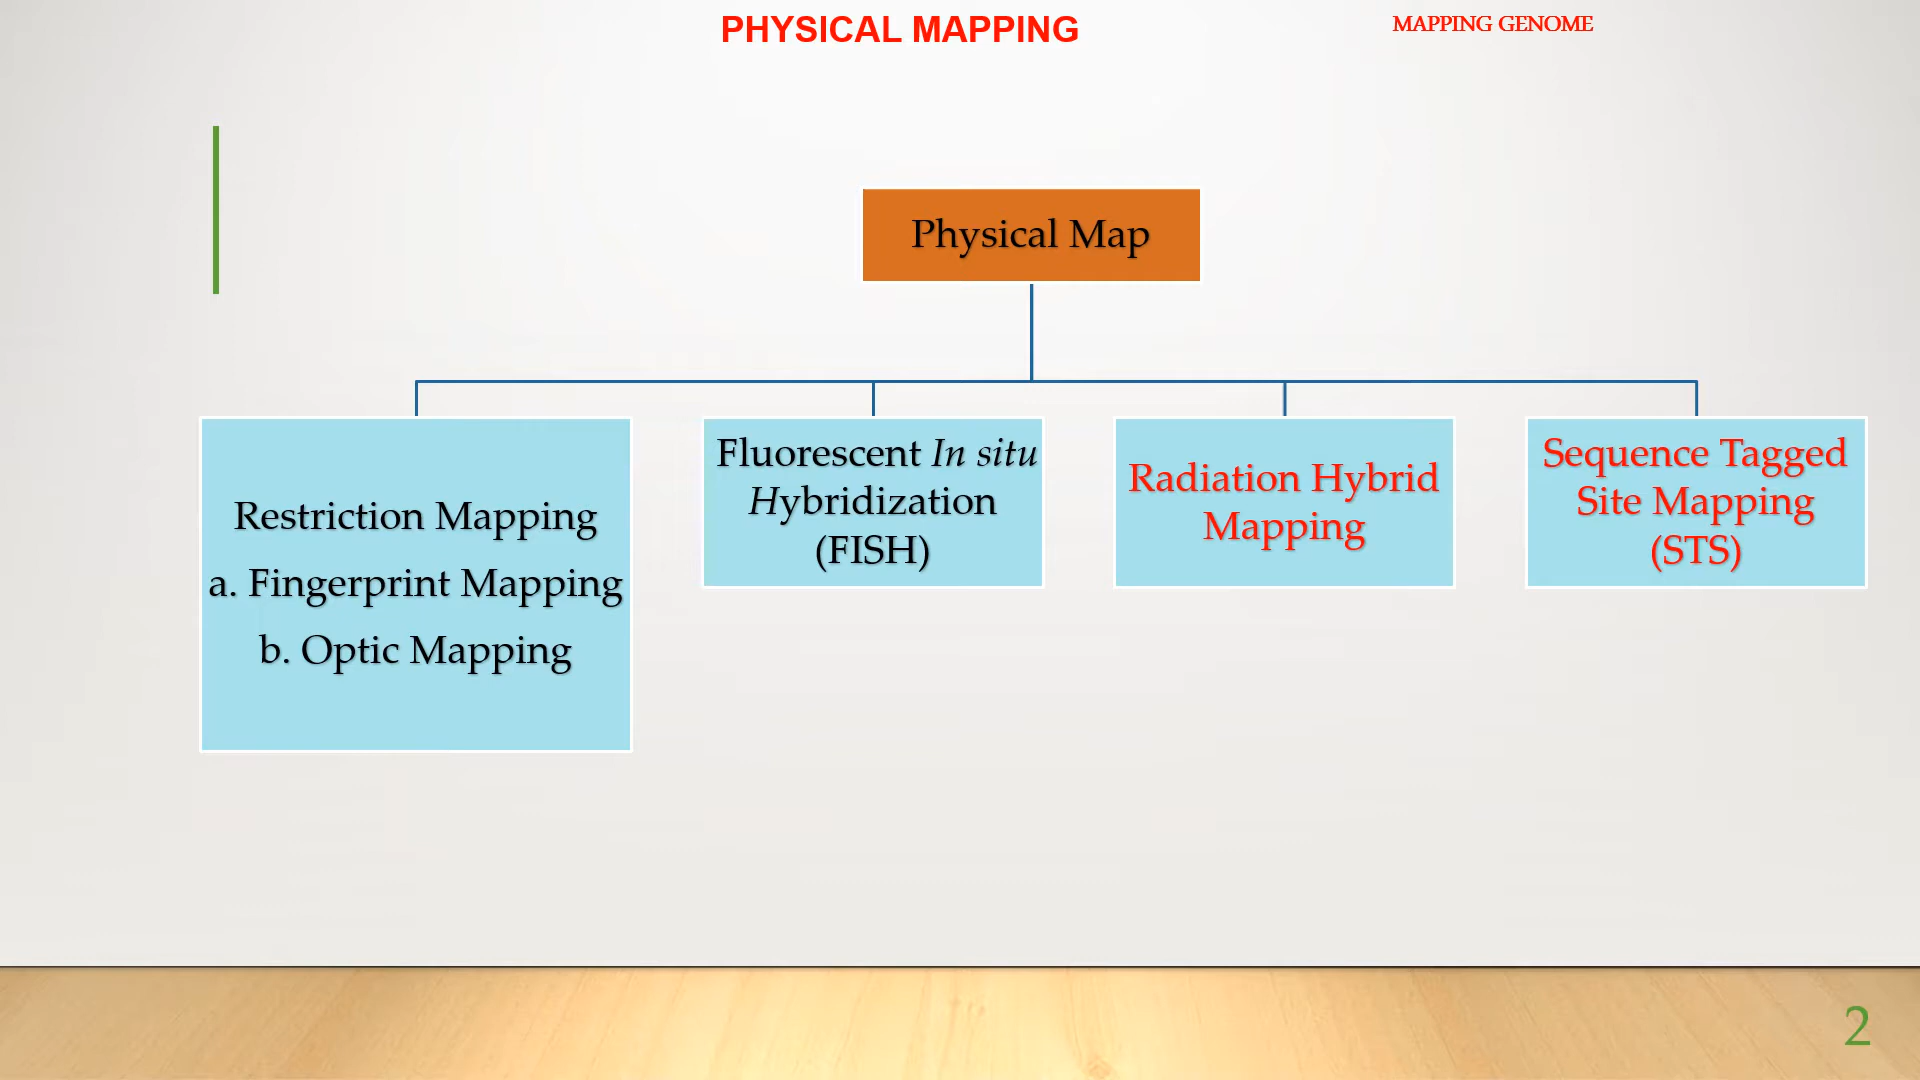 PHYSICAL MAPPING
MAPPING GENOME
Physical Map
Restriction Mapping
a. Fingerprint Mapping
b. Optic Mapping
Fluorescent In situ
Hybridization
(FISH)
Radiation Hybrid
Mapping
Sequence Tagged
Site Mapping
(STS)
2